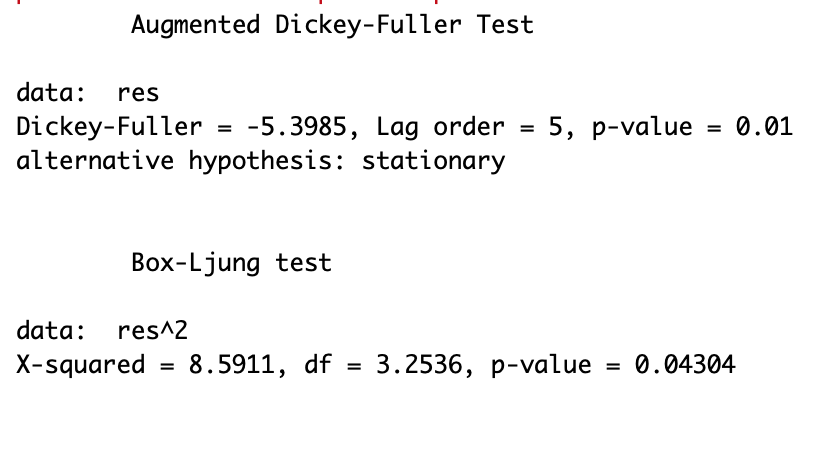 Augmented Dickey-Fuller Test
data:  res
Dickey-Fuller = -5.3985, Lag order = 5, p-value = 0.01
alternative hypothesis: stationary
Box-Ljung test
data:  res^2
X-squared = 8.5911, df = 3.2536, p-value = 0.04304